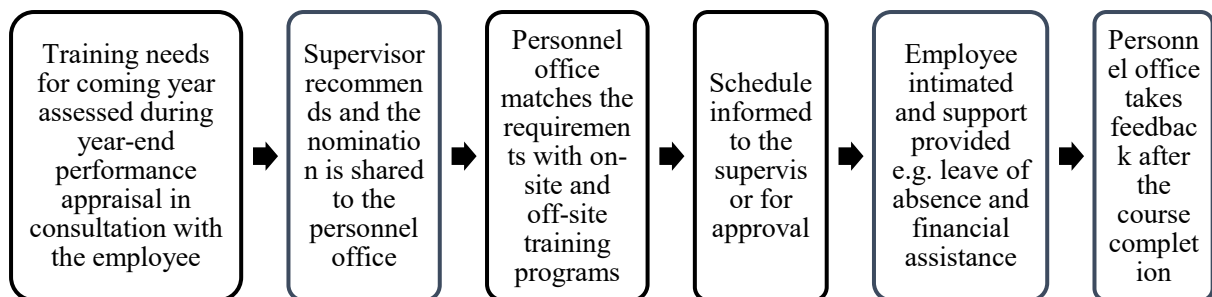 Training needs
for coming year
assessed during
year-end
performance
appraisal in
consultation with
the employee
Supervisor
recommen
ds and the
nominatio
n is shared
to the
personnel
office
Personnel
office
matches the
requiremen
ts with on-
site and
off-site
training
programs
Schedule
informed
to the
supervis
or for
approval
Employee
intimated
and support
provided
e.g. leave of
absence and
financial
assistance
Personn
el office
takes
feedbac
k after
the
course
complet
ion